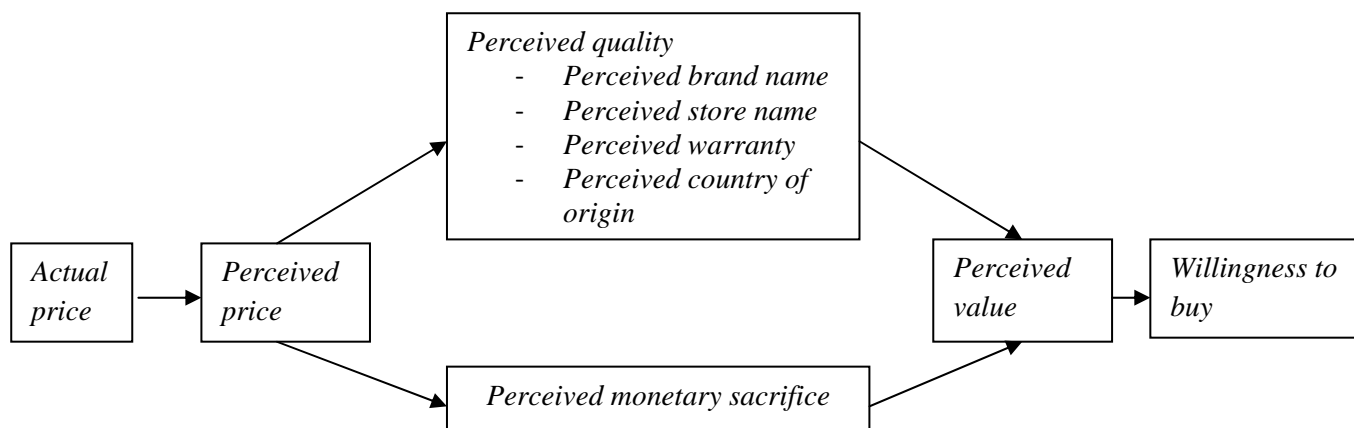 Perceived quality
- Perceived brand name
- Perceived store name
- Perceived warranty
- Perceived country of
origin
Actual
price
Perceived
price
Perceived
value
Willingness to
buy
Perceived monetary sacrifice